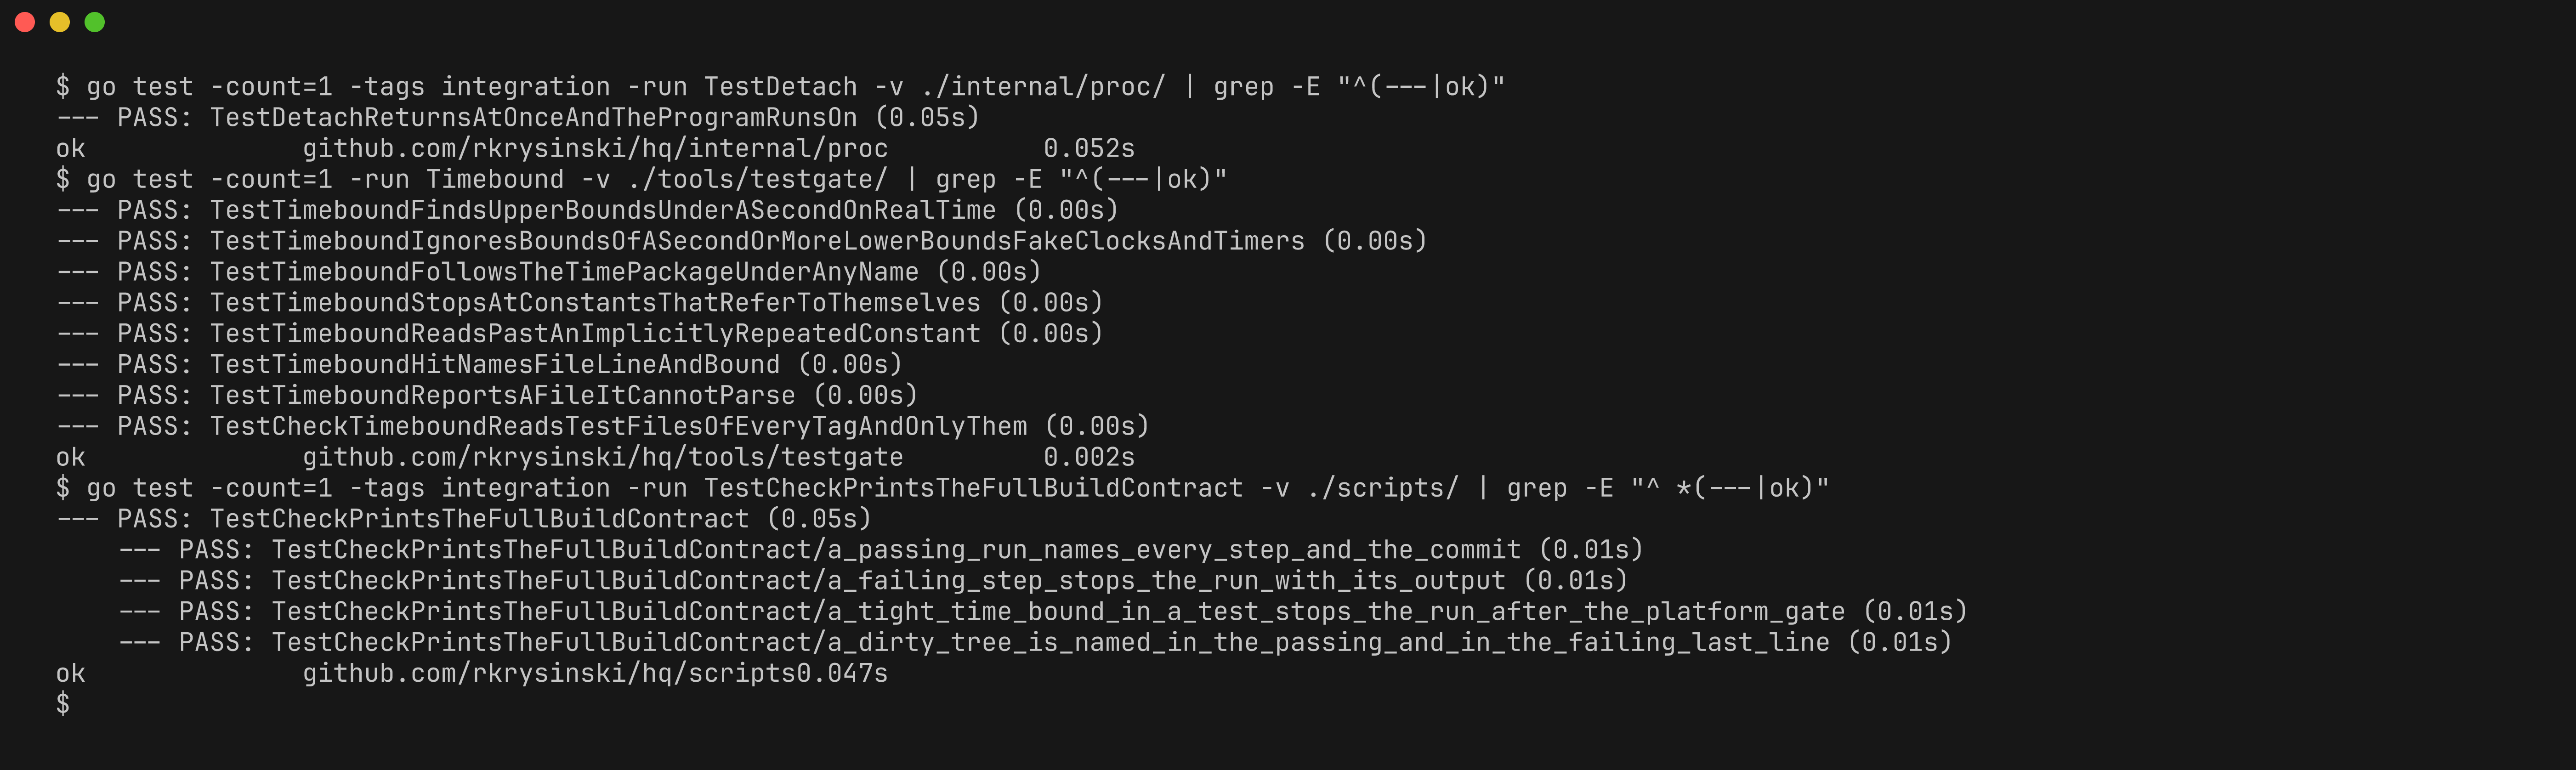 $ go test -count=1 -tags integration -run TestDetach -v ./internal/proc/ | grep -E "^(---|ok)"
--- PASS: TestDetachReturnsAtOnceAndTheProgramRunsOn (0.05s)
ok              github.com/rkrysinski/hq/internal/proc          0.052s
$ go test -count=1 -run Timebound -v ./tools/testgate/ | grep -E "^(---|ok)"
--- PASS: TestTimeboundFindsUpperBoundsUnderASecondOnRealTime (0.00s)
--- PASS: TestTimeboundIgnoresBoundsOfASecondOrMoreLowerBoundsFakeClocksAndTimers (0.00s)
--- PASS: TestTimeboundFollowsTheTimePackageUnderAnyName (0.00s)
--- PASS: TestTimeboundStopsAtConstantsThatReferToThemselves (0.00s)
--- PASS: TestTimeboundReadsPastAnImplicitlyRepeatedConstant (0.00s)
--- PASS: TestTimeboundHitNamesFileLineAndBound (0.00s)
--- PASS: TestTimeboundReportsAFileItCannotParse (0.00s)
--- PASS: TestCheckTimeboundReadsTestFilesOfEveryTagAndOnlyThem (0.00s)
ok              github.com/rkrysinski/hq/tools/testgate         0.002s
$ go test -count=1 -tags integration -run TestCheckPrintsTheFullBuildContract -v ./scripts/ | grep -E "^ *(---|ok)"
--- PASS: TestCheckPrintsTheFullBuildContract (0.05s)
    --- PASS: TestCheckPrintsTheFullBuildContract/a_passing_run_names_every_step_and_the_commit (0.01s)
    --- PASS: TestCheckPrintsTheFullBuildContract/a_failing_step_stops_the_run_with_its_output (0.01s)
    --- PASS: TestCheckPrintsTheFullBuildContract/a_tight_time_bound_in_a_test_stops_the_run_after_the_platform_gate (0.01s)
    --- PASS: TestCheckPrintsTheFullBuildContract/a_dirty_tree_is_named_in_the_passing_and_in_the_failing_last_line (0.01s)
ok              github.com/rkrysinski/hq/scripts0.047s
$